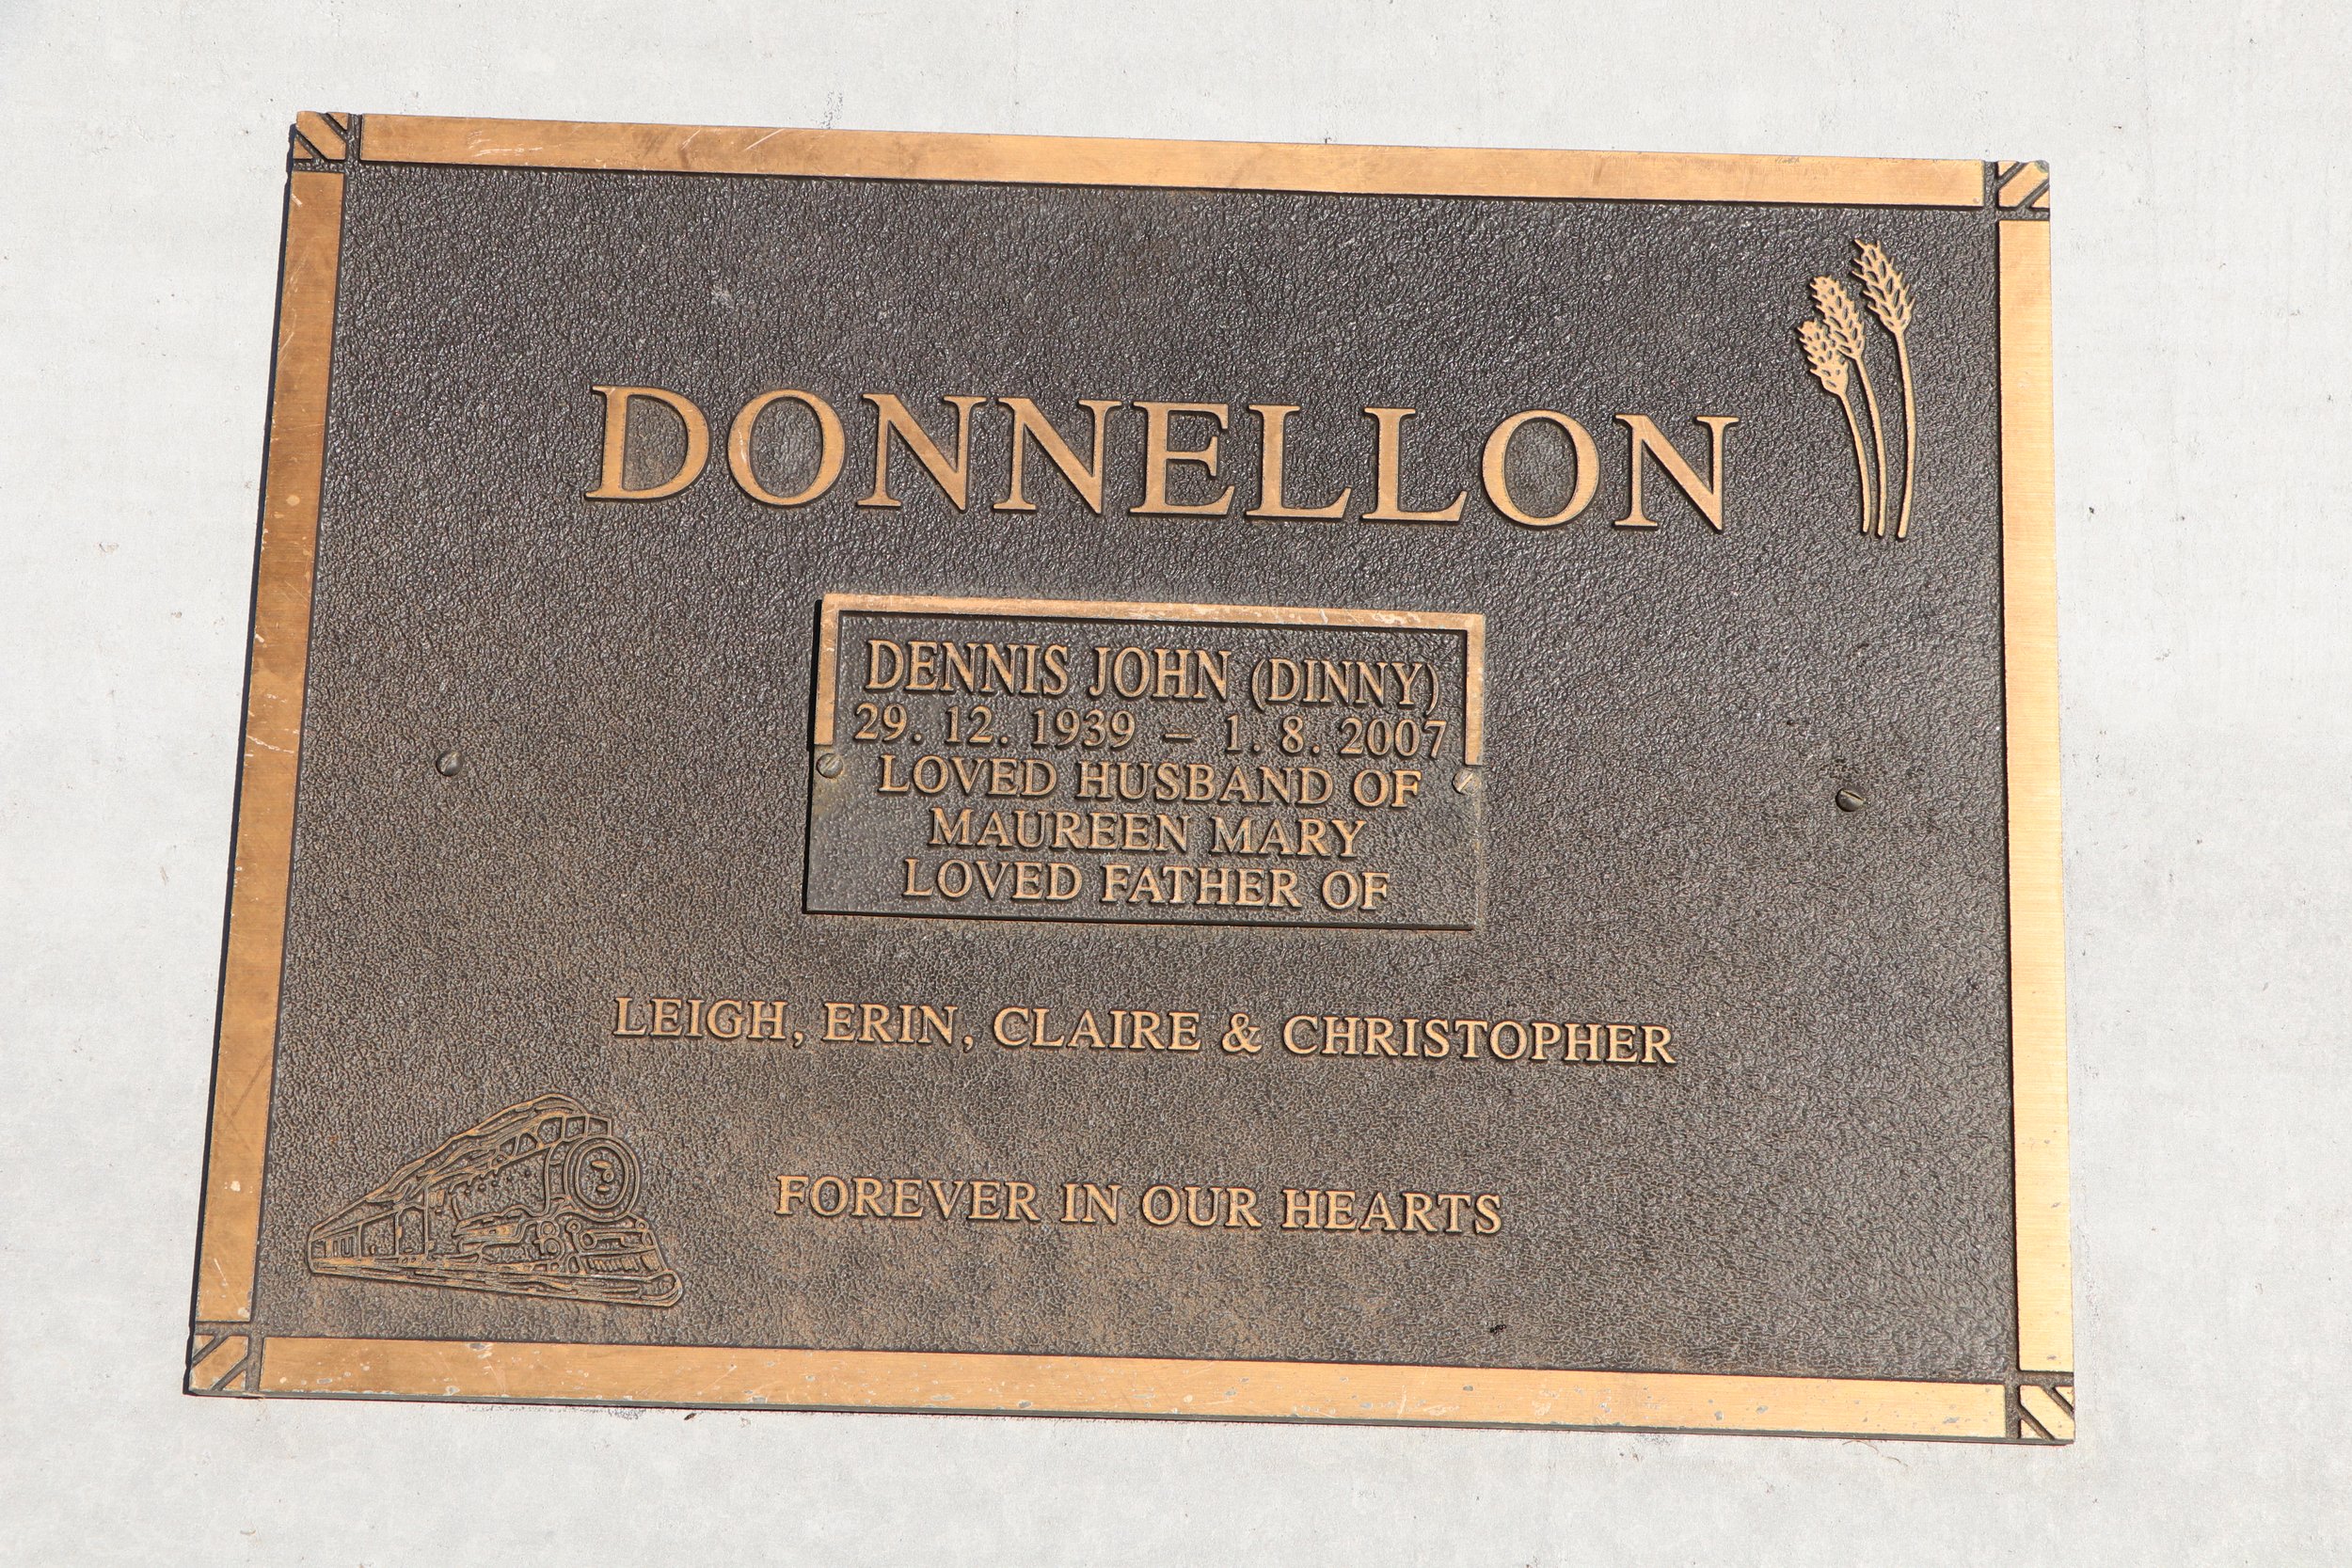 DONNELLON
DENNIS JOHN (DINNY)
29. 12. 1939 – 1. 8. 2007
LOVED HUSBAND OF
MAUREEN MARY
LOVED FATHER OF
LEIGH, ERIN, CLAIRE & CHRISTOPHER
FOREVER IN OUR HEARTS